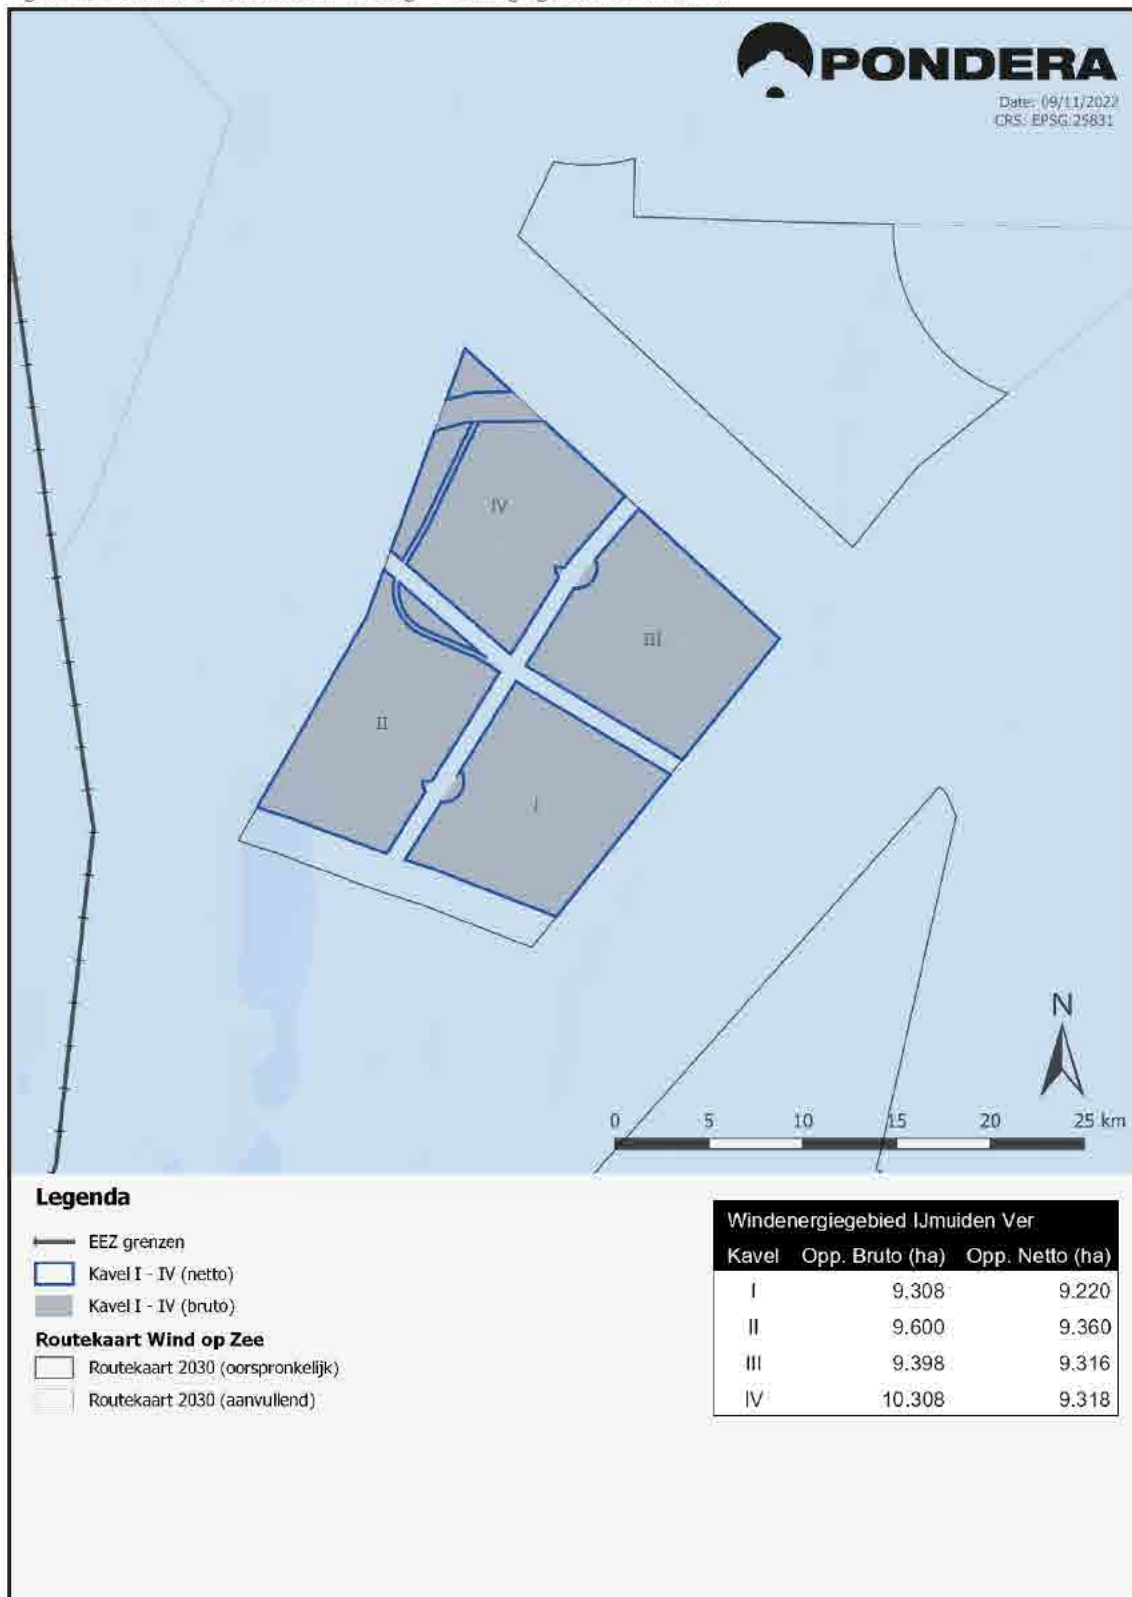 PONDERA
Date: 09/11/2022
CRS: EPSG:25831
IV
III
II
I
N
0 5 10 15 20 25 km
Legenda
EEZ grenzen
Kavel I - IV (netto)
Kavel I - IV (bruto)
Routekaart Wind op Zee
Routekaart 2030 (oorspronkelijk)
Routekaart 2030 (aanvullend)
Windenergiegebied IJmuiden Ver
Kavel Opp. Bruto (ha) Opp. Netto (ha)
I 9.308 9.220
II 9.600 9.360
III 9.398 9.316
IV 10.308 9.318